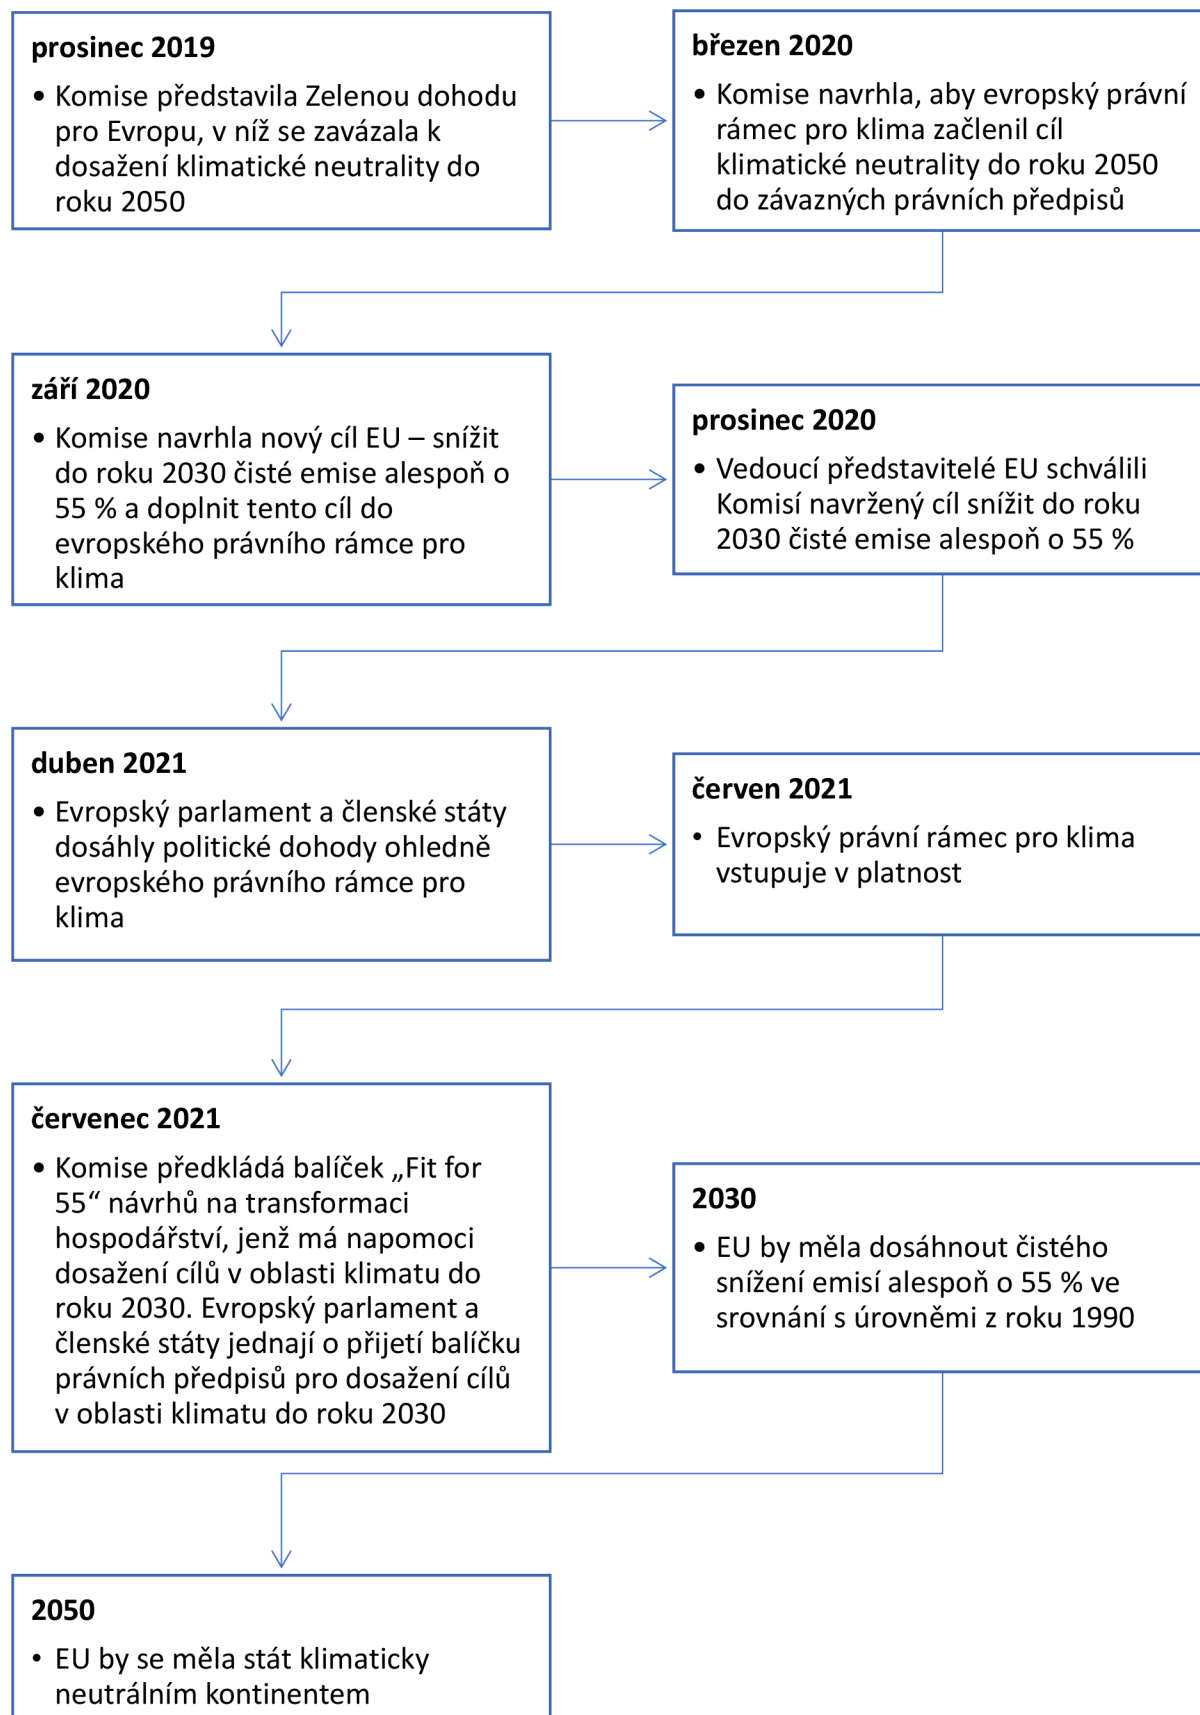 prosinec 2019
• Komise představila Zelenou dohodu
pro Evropu, v níž se zavázala k
dosažení klimatické neutrality do
roku 2050
březen 2020
• Komise navrhla, aby evropský právní
rámec pro klima začlenil cíl
klimatické neutrality do roku 2050
do závazných právních předpisů
září 2020
• Komise navrhla nový cíl EU – snížit
do roku 2030 čisté emise alespoň o
55 % a doplnit tento cíl do
evropského právního rámce pro
klima
prosinec 2020
• Vedoucí představitelé EU schválili
Komisí navržený cíl snížit do roku
2030 čisté emise alespoň o 55 %
duben 2021
• Evropský parlament a členské státy
dosáhly politické dohody ohledně
evropského právního rámce pro
klima
červen 2021
• Evropský právní rámec pro klima
vstupuje v platnost
červenec 2021
• Komise předkládá balíček „Fit for
55“ návrhů na transformaci
hospodářství, jenž má napomoci
dosažení cílů v oblasti klimatu do
roku 2030. Evropský parlament a
členské státy jednají o přijetí balíčku
právních předpisů pro dosažení cílů
v oblasti klimatu do roku 2030
2030
• EU by měla dosáhnout čistého
snížení emisí alespoň o 55 % ve
srovnání s úrovněmi z roku 1990
2050
• EU by se měla stát klimaticky
neutrálním kontinentem